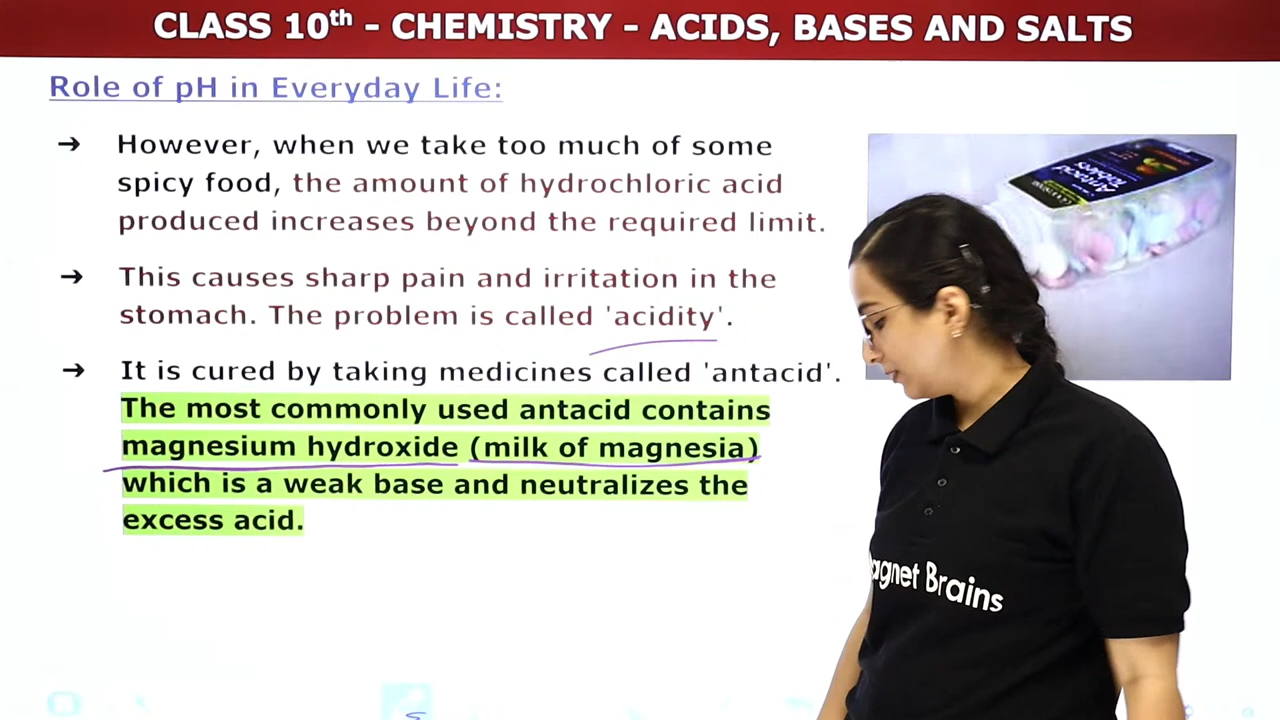 CLASS 10th - CHEMISTRY - ACIDS, BASES AND SALTS
Role of pH in Everyday Life:
➔ However, when we take too much of some
spicy food, the amount of hydrochloric acid
produced increases beyond the required limit.
➔ This causes sharp pain and irritation in the
stomach. The problem is called 'acidity'.
➔ It is cured by taking medicines called 'antacid'.
The most commonly used antacid contains
magnesium hydroxide (milk of magnesia)
which is a weak base and neutralizes the
excess acid.
Antacid
Tablets
agnet Brains